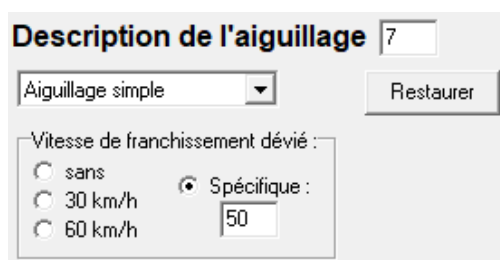 Description de l'aiguillage 7
Aiguillage simple Restaurer
Vitesse de franchissement dévié :
sans
Spécifique :
30 km/h
50
60 km/h